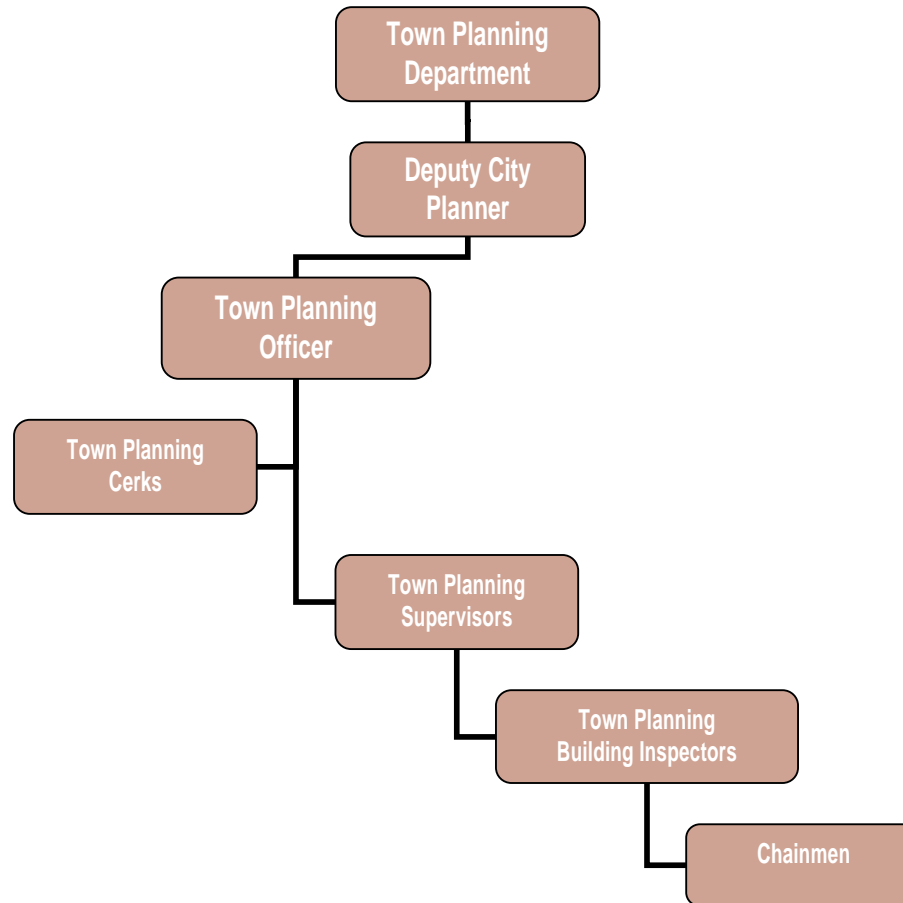 Town Planning
Department
Deputy City
Planner
Town Planning
Officer
Town Planning
Cerks
Town Planning
Supervisors
Town Planning
Building Inspectors
Chainmen